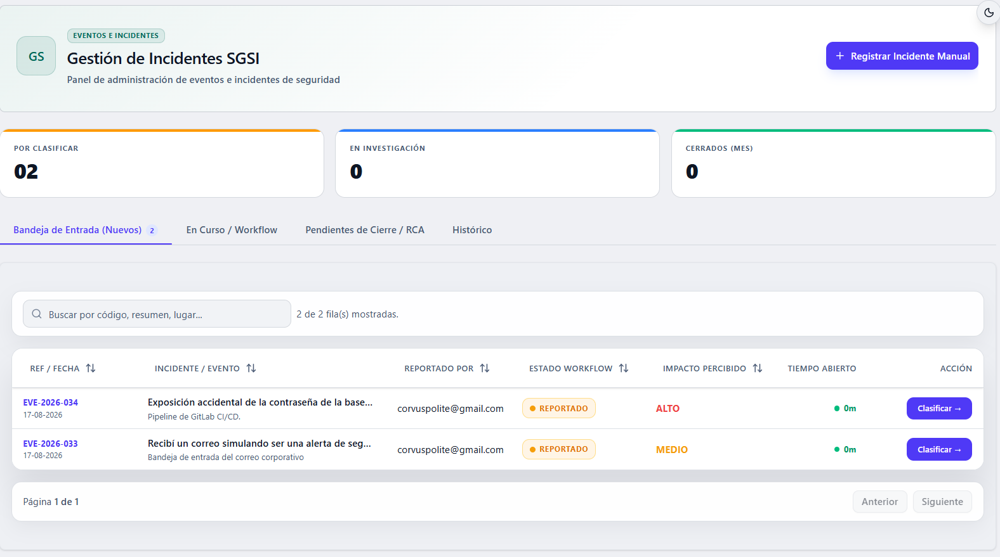 EVENTOS E INCIDENTES
GS
Gestión de Incidentes SGSI
Panel de administración de eventos e incidentes de seguridad
+ Registrar Incidente Manual
POR CLASIFICAR
02
EN INVESTIGACIÓN
0
CERRADOS (MES)
0
Bandeja de Entrada (Nuevos) 2
En Curso / Workflow
Pendientes de Cierre / RCA
Histórico
Buscar por código, resumen, lugar...
2 de 2 fila(s) mostradas.
REF / FECHA INCIDENTE / EVENTO REPORTADO POR ESTADO WORKFLOW IMPACTO PERCIBIDO TIEMPO ABIERTO ACCIÓN
EVE-2026-034
17-08-2026
Exposición accidental de la contraseña de la base...
Pipeline de GitLab CI/CD.
corvuspolite@gmail.com
REPORTADO
ALTO
0m
Clasificar →
EVE-2026-033
17-08-2026
Recibí un correo simulando ser una alerta de seg...
Bandeja de entrada del correo corporativo
corvuspolite@gmail.com
REPORTADO
MEDIO
0m
Clasificar →
Página 1 de 1
Anterior
Siguiente